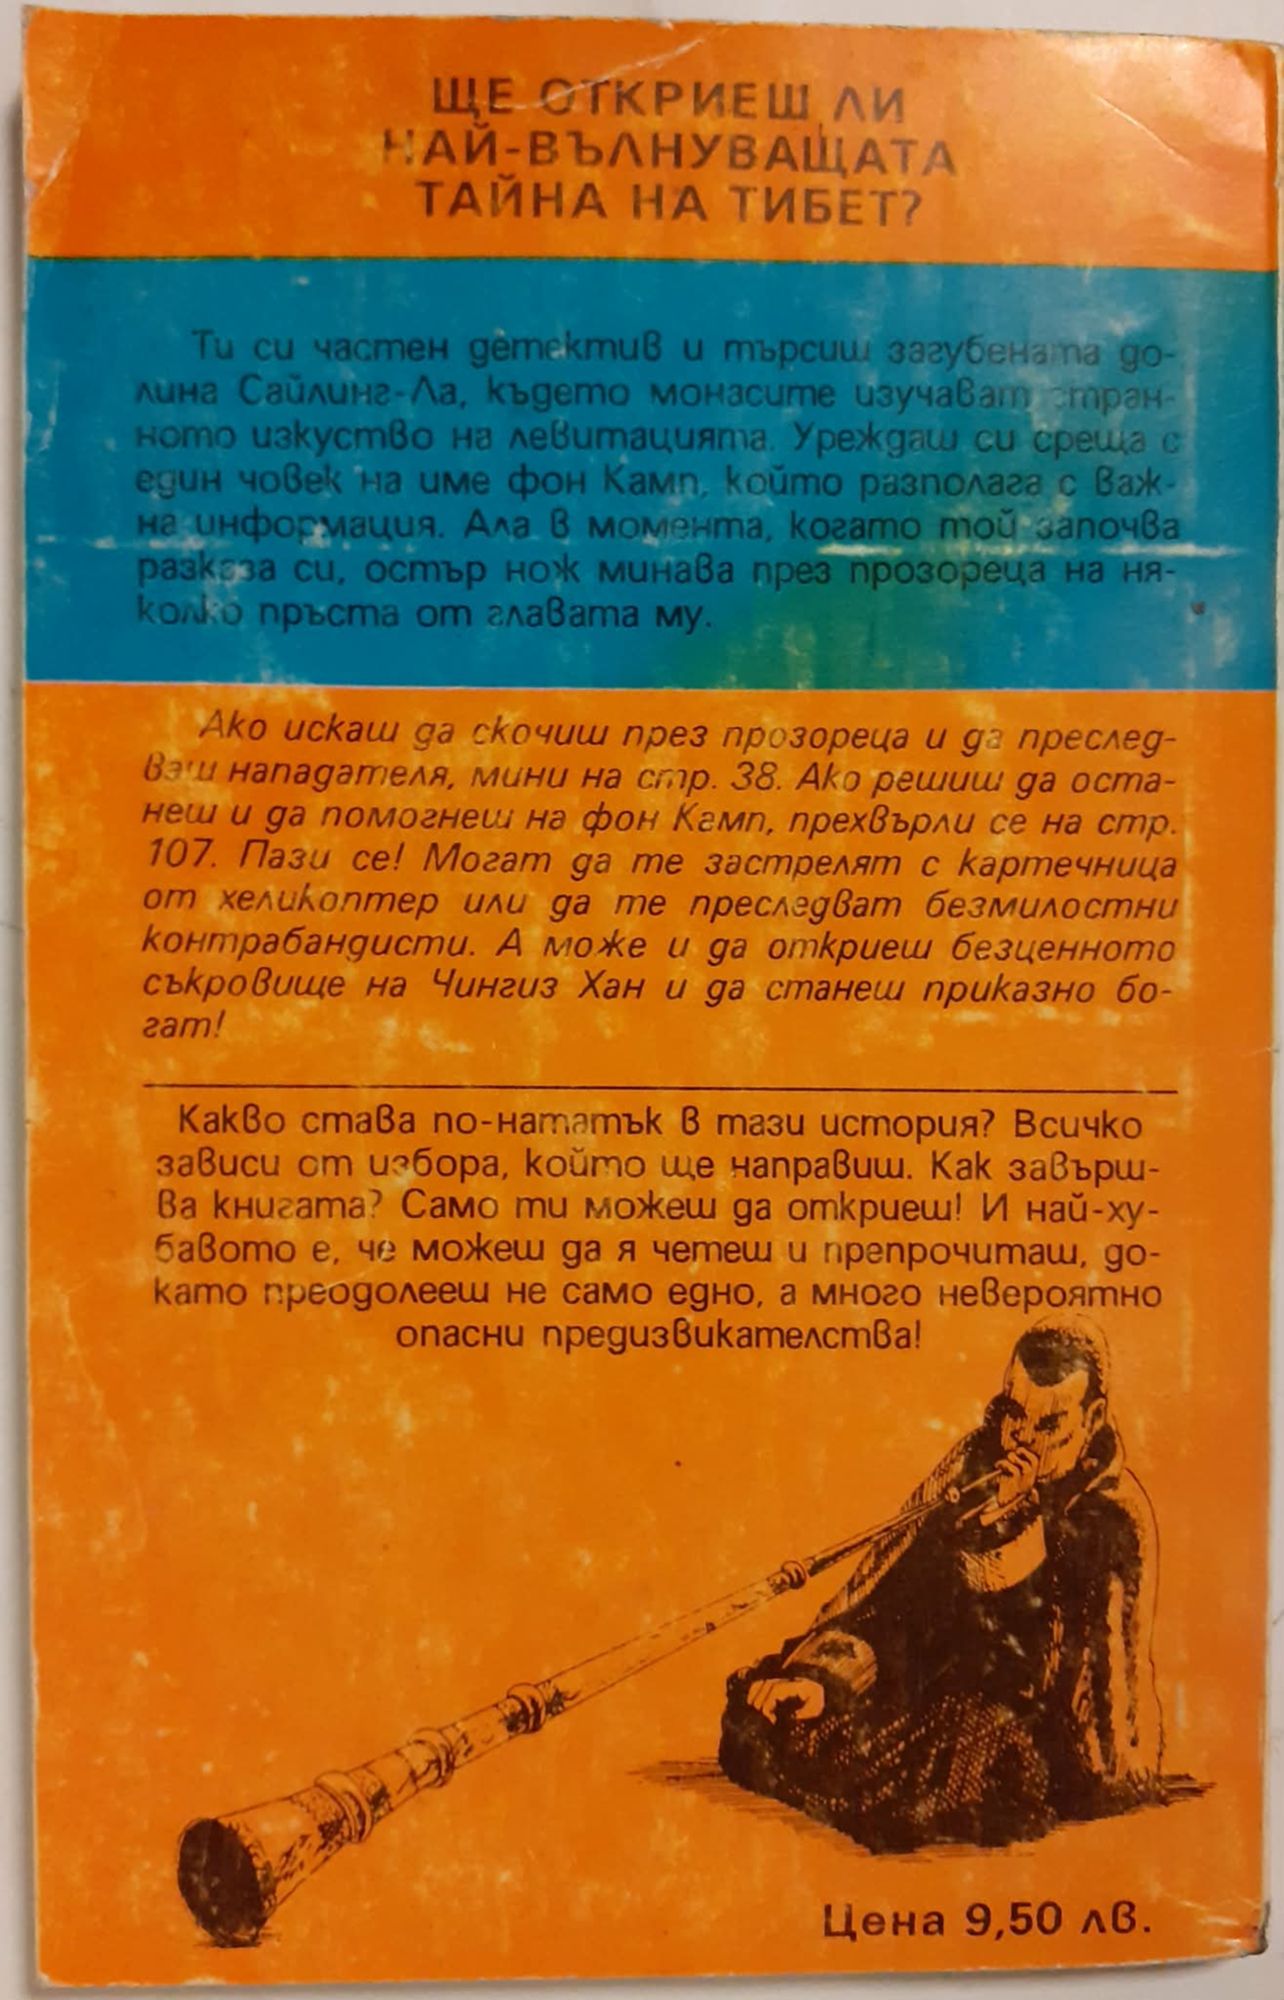 ЩЕ ОТКРИЕШ ЛИ
НАЙ-ВЪЛНУВАЩАТА
ТАЙНА НА ТИБЕТ?
Ти си частен детектив и търсиш загубената до-
лина Сайлинг-Ла, където монасите изучават стран-
ното изкуство на левитацията. Уреждаш си среща с
един човек на име фон Камп, който разполага с важ-
на информация. Ала в момента, когато той започва
разказа си, остър нож минава през прозореца на ня-
колко пръста от главата му.
Ако искаш да скочиш през прозореца и да преслед-
ваш нападателя, мини на стр. 38. Ако решиш да оста-
неш и да помогнеш на фон Камп, прехвърли се на стр.
107. Пази се! Могат да те застрелят с картечница
от хеликоптер или да те преследват безмилостни
контрабандисти. А може и да откриеш безценното
съкровище на Чингиз Хан и да станеш приказно бо-
гат!
Какво става по-нататък в тази история? Всичко
зависи от избора, който ще направиш. Как завърш-
ва книгата? Само ти можеш да откриеш! И най-ху-
бавото е, че можеш да я четеш и препрочиташ, до-
като преодолееш не само едно, а много невероятно
опасни предизвикателства!
Цена 9,50 лв.